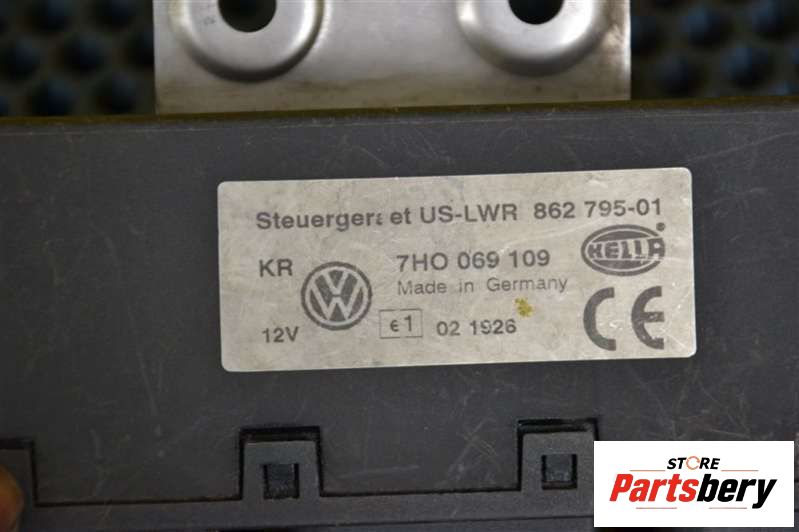 Steuergeraet US-LWR 862 795-01
KR
7HO 069 109
HELLA
Made in Germany
12V
e1 02 1926
CE
STORE
Partsbery